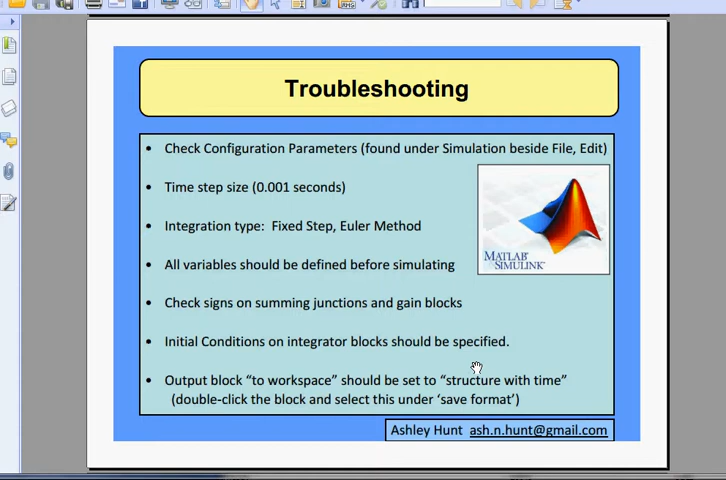 Troubleshooting
• Check Configuration Parameters (found under Simulation beside File, Edit)
• Time step size (0.001 seconds)
• Integration type:  Fixed Step, Euler Method
• All variables should be defined before simulating
• Check signs on summing junctions and gain blocks
• Initial Conditions on integrator blocks should be specified.
• Output block “to workspace” should be set to “structure with time”
(double-click the block and select this under ‘save format’)
MATLAB
SIMULINK
Ashley Hunt  ash.n.hunt@gmail.com